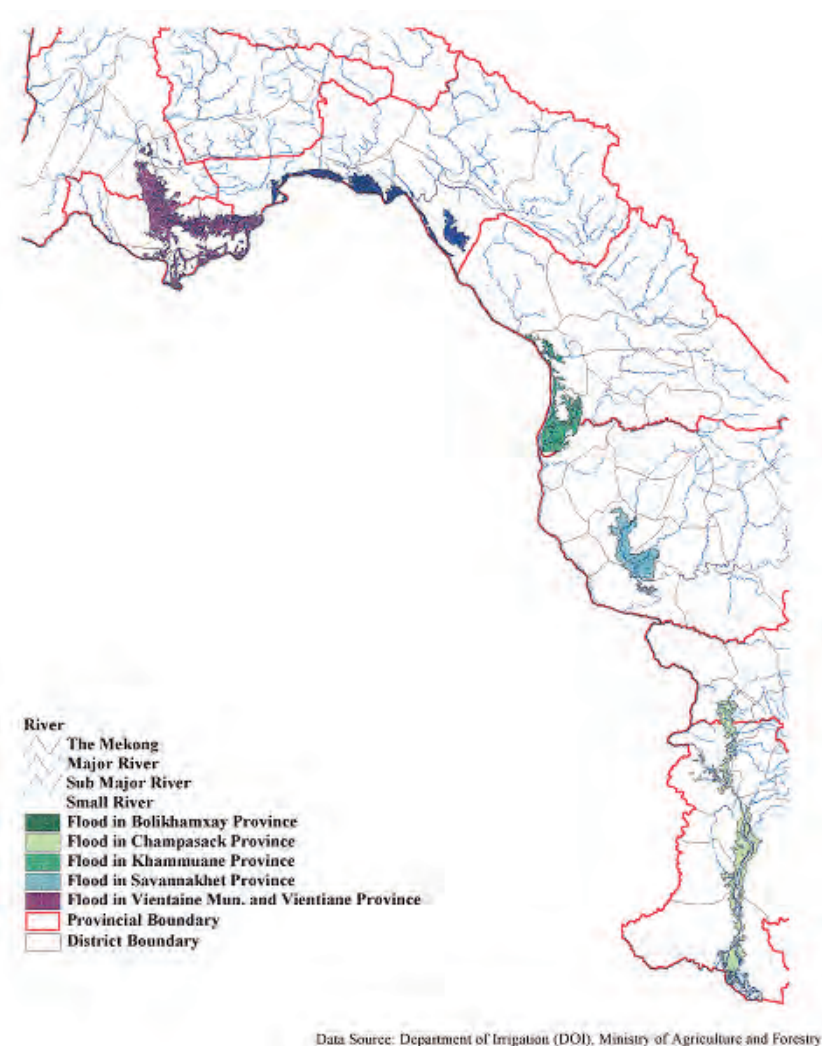 River
The Mekong
Major River
Sub Major River
Small River
Flood in Bolikhamxay Province
Flood in Champasack Province
Flood in Khammuane Province
Flood in Savannakhet Province
Flood in Vientaine Mun. and Vientiane Province
Provincial Boundary
District Boundary
Data Source: Department of Irrigation (DOI), Ministry of Agriculture and Forestry